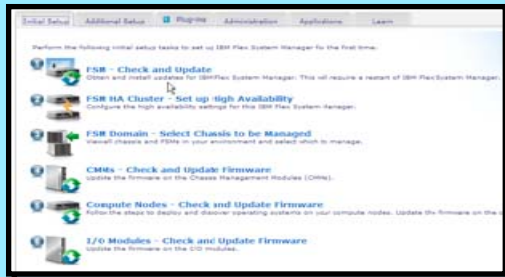 Initial Setup Additional Setup Plug-ins Administration Applications Learn
Perform the following initial setup tasks to set up IBM Flex System Manager for the first time.
FSM - Check and Update
Obtain and install updates for IBM Flex System Manager. This will require a restart of IBM Flex System Manager.
FSM HA Cluster - Set up High Availability
Configure the high availability settings for this IBM Flex System Manager.
FSM Domain - Select Chassis to be Managed
View all chassis and FSMs in your environment and select which to manage.
CMMs - Check and Update Firmware
Update the firmware on the Chassis Management Modules (CMMs).
Compute Nodes - Check and Update Firmware
Follow the steps to deploy and discover operating systems on your compute nodes. Update the firmware on the
I/O Modules - Check and Update Firmware
Update the firmware on the I/O modules.